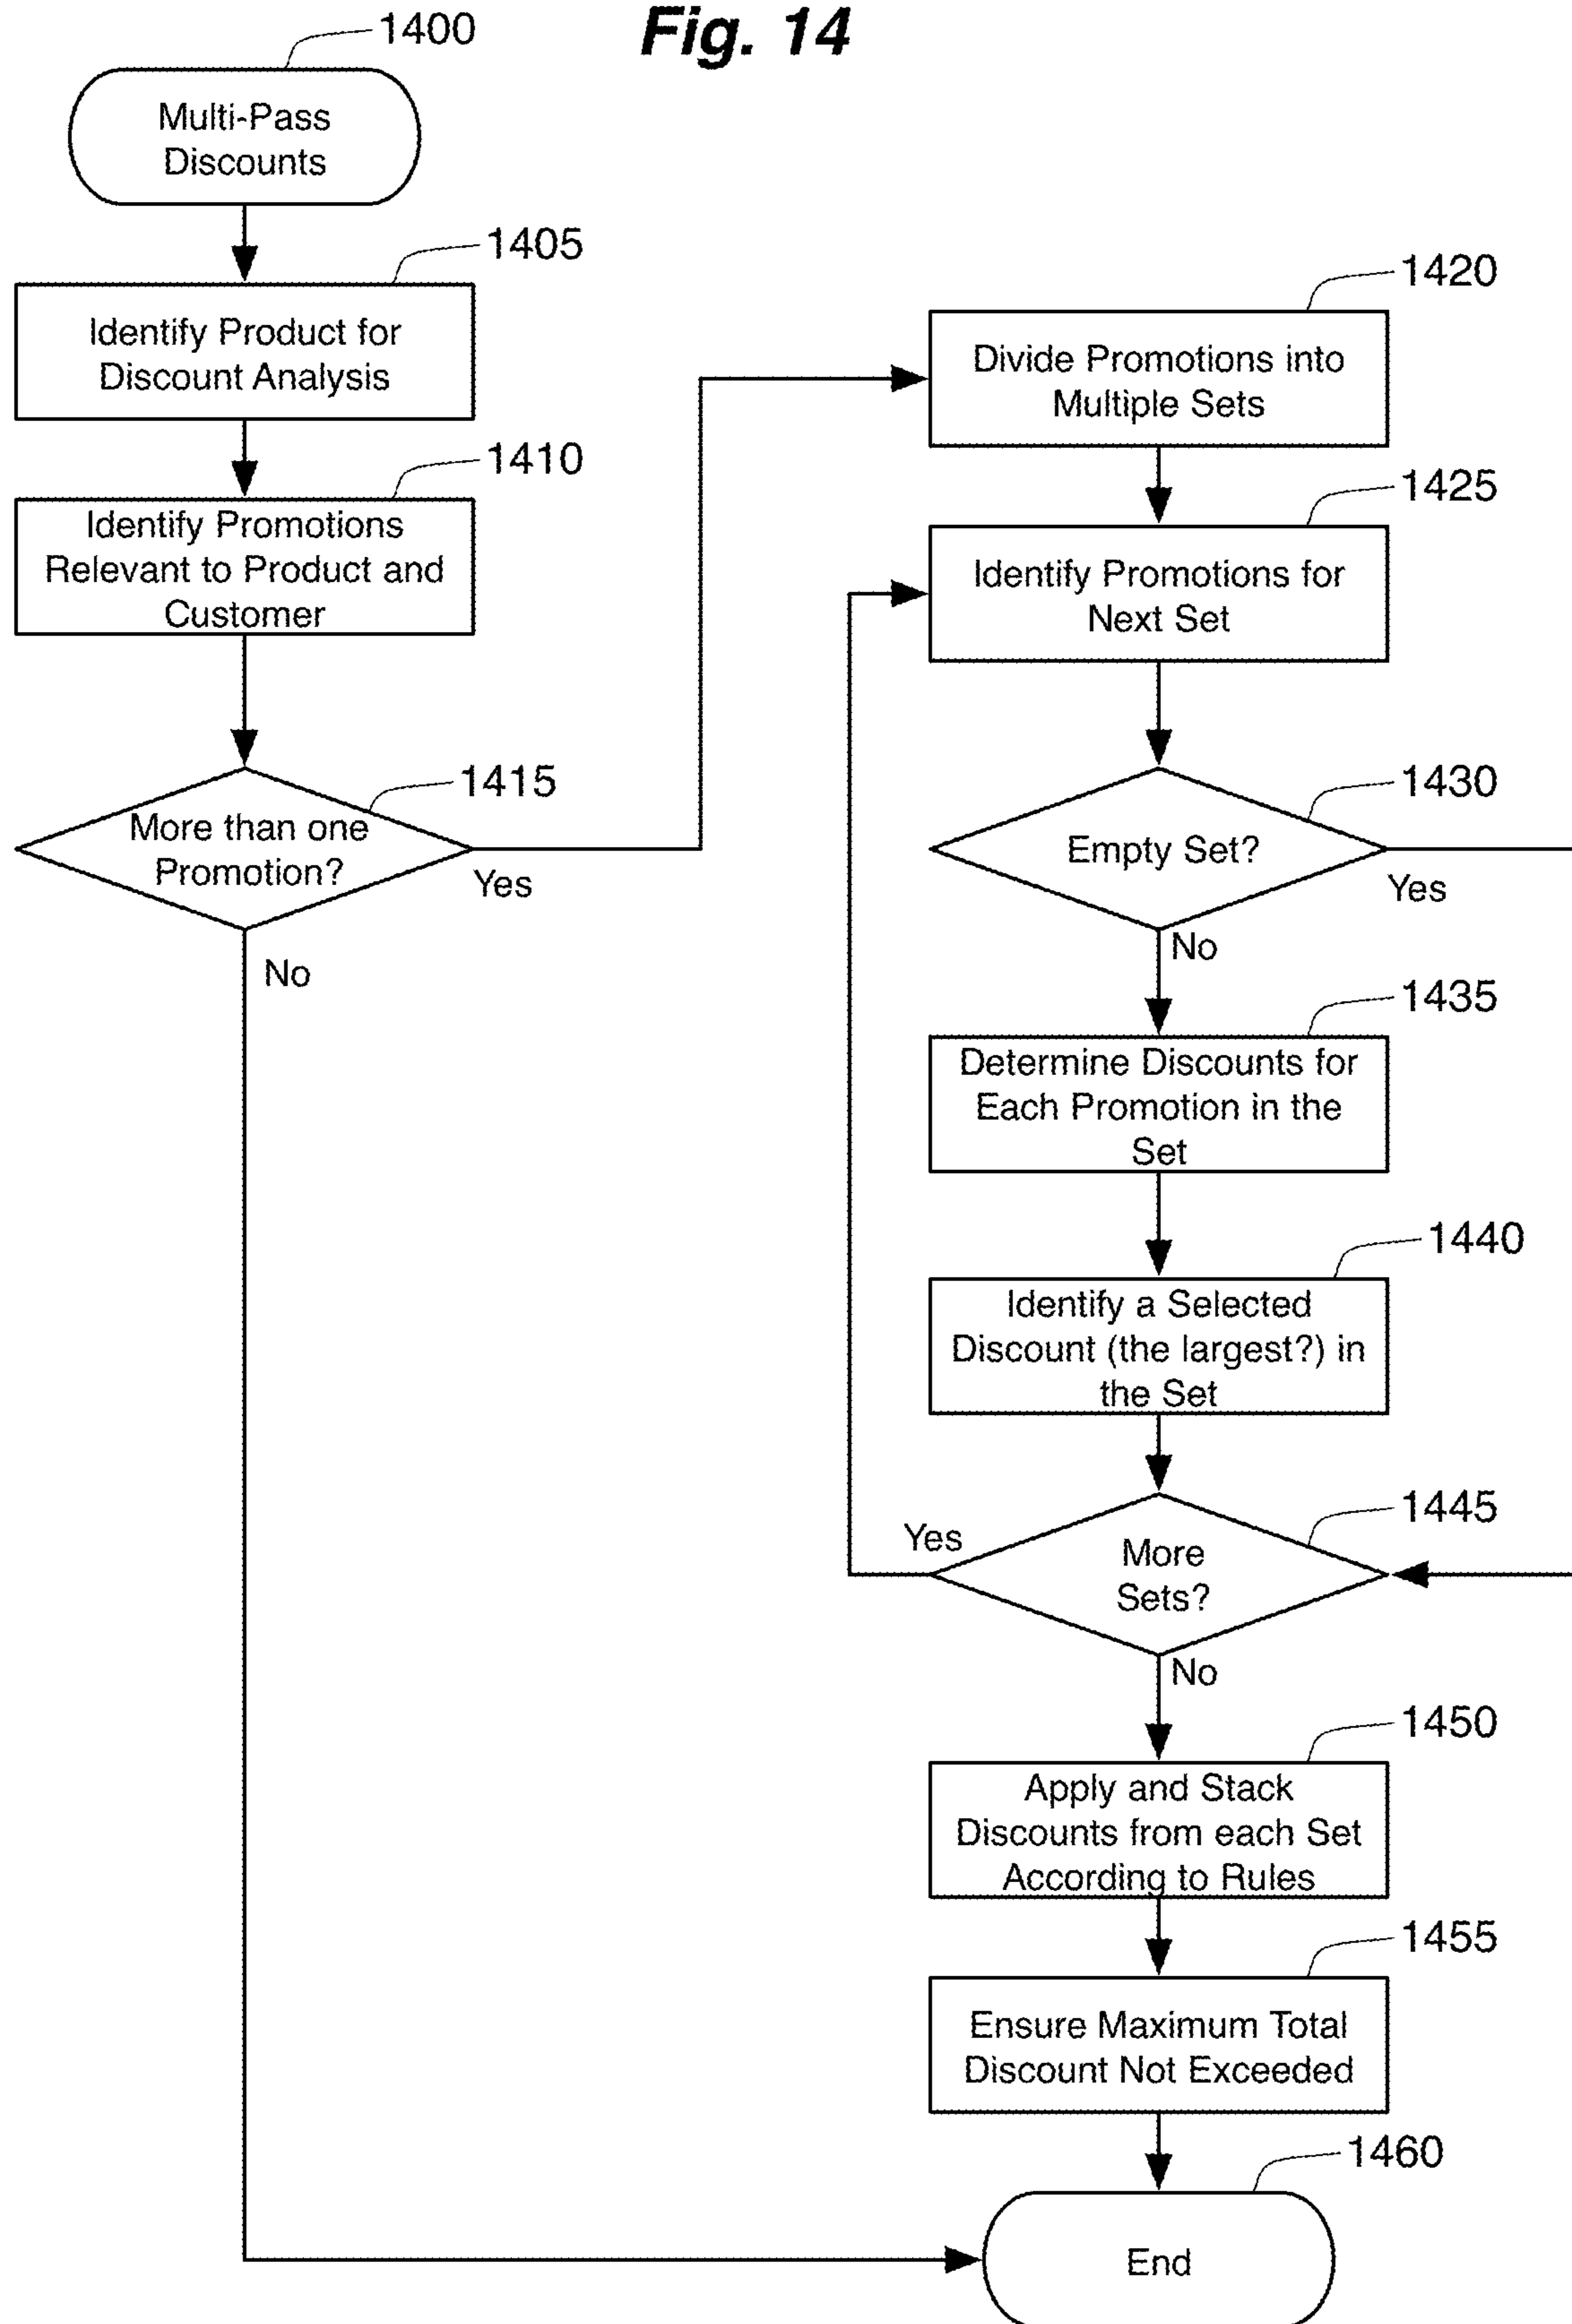 Fig. 14
1400
Multi-Pass
Discounts
1405
Identify Product for
Discount Analysis
1410
Identify Promotions
Relevant to Product and
Customer
1415
More than one
Promotion?
Yes
No
1420
Divide Promotions into
Multiple Sets
1425
Identify Promotions for
Next Set
1430
Empty Set?
Yes
No
1435
Determine Discounts for
Each Promotion in the
Set
1440
Identify a Selected
Discount (the largest?) in
the Set
1445
More
Sets?
Yes
No
1450
Apply and Stack
Discounts from each Set
According to Rules
1455
Ensure Maximum Total
Discount Not Exceeded
1460
End